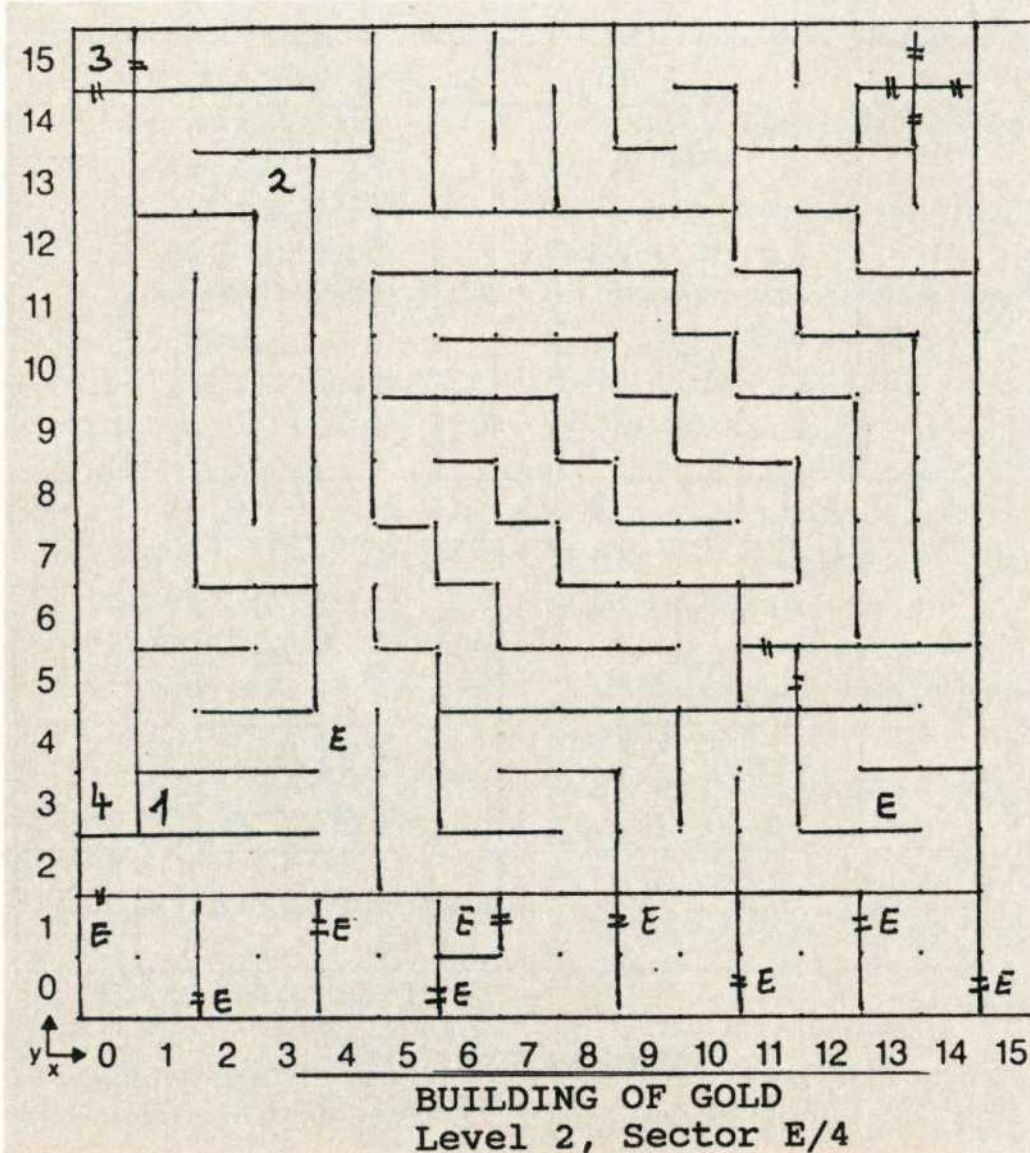 15 3
14
13 2
12
11
10
9
8
7
6
5
4 E
3 4 1 E
2
1 E E E E E
0 E E E E
y x 0 1 2 3 4 5 6 7 8 9 10 11 12 13 14 15
BUILDING OF GOLD
Level 2, Sector E/4